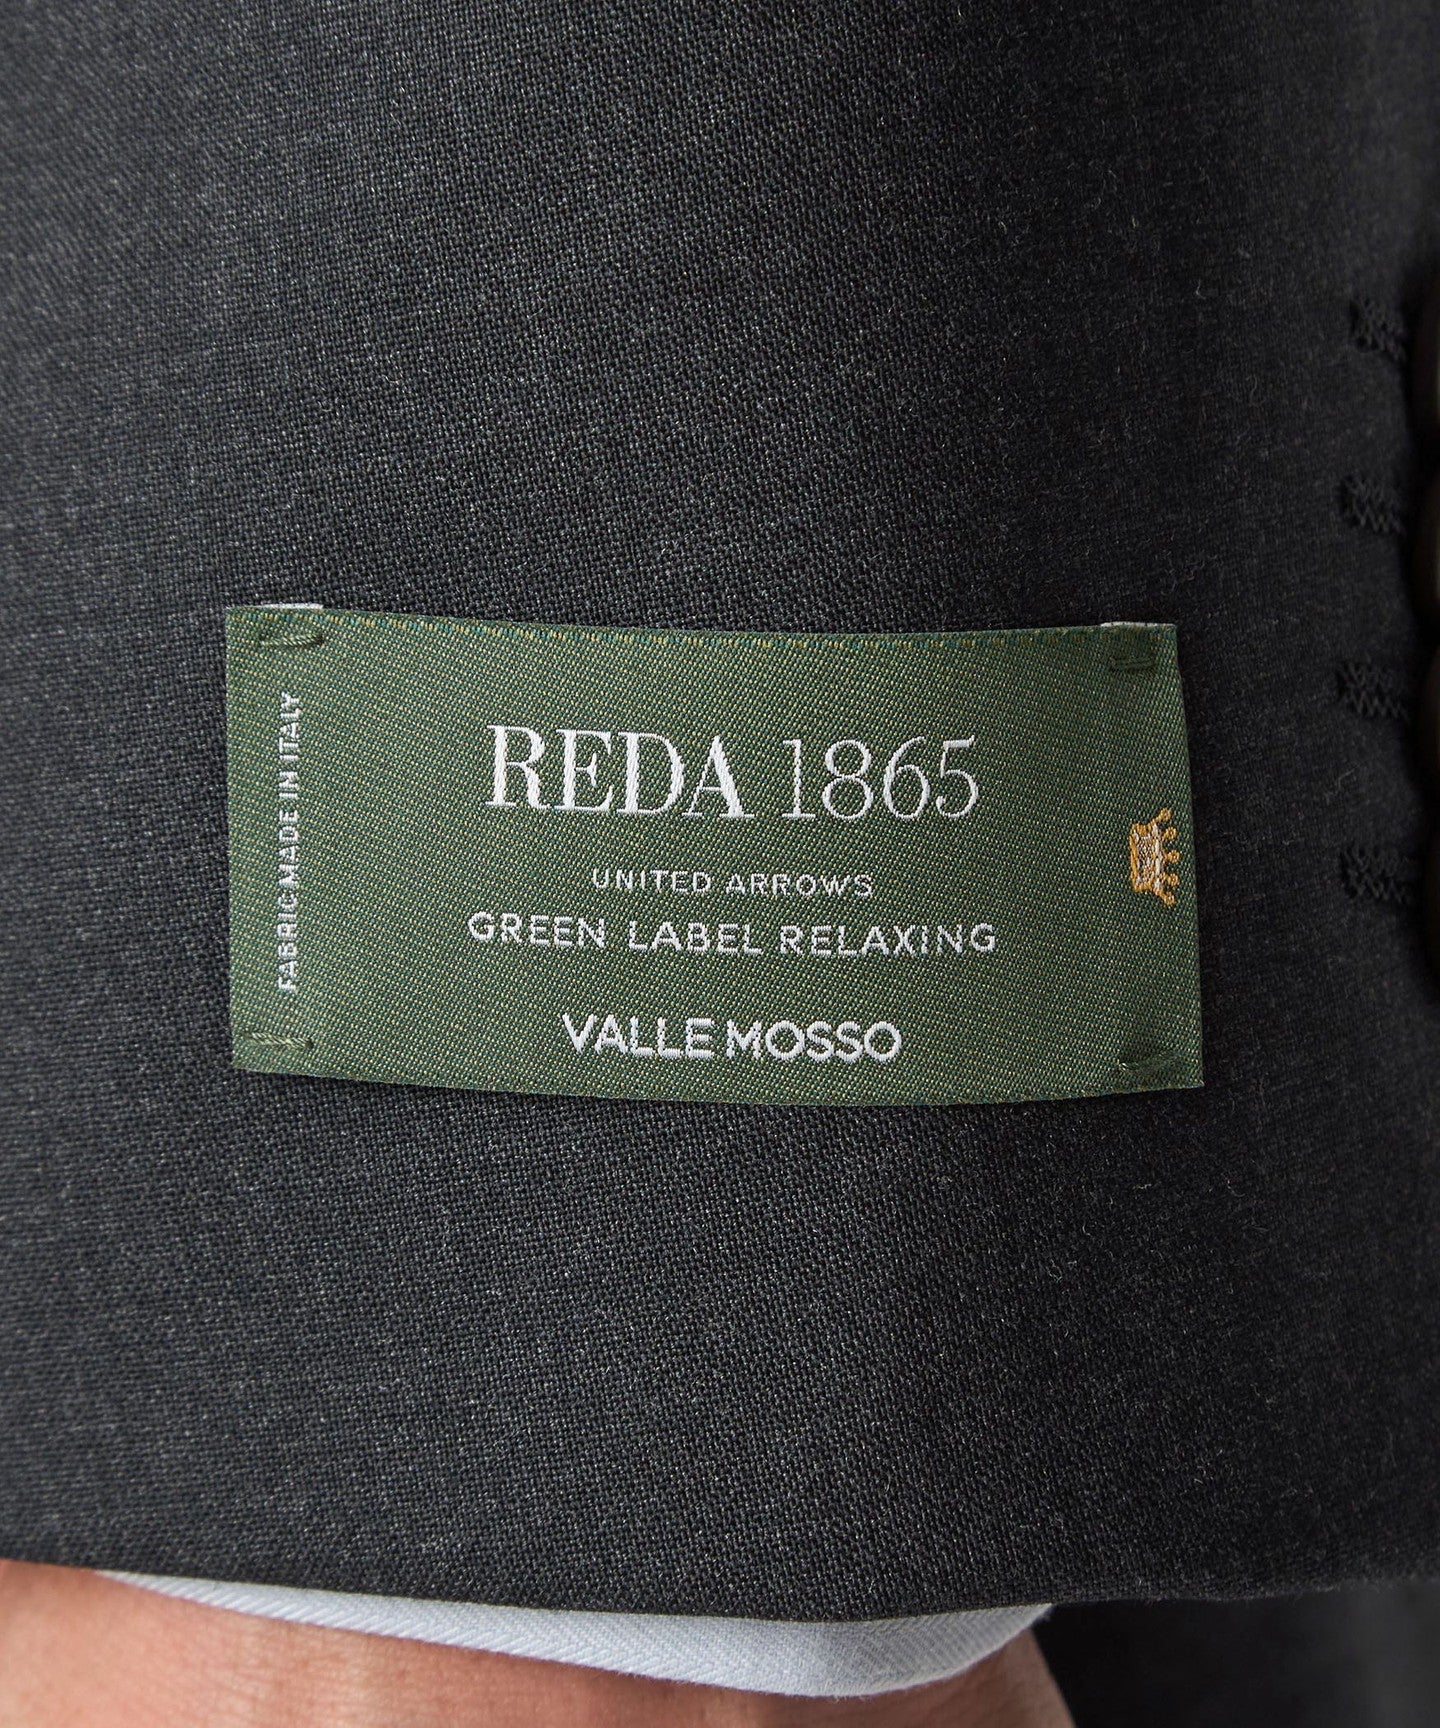 FABRIC MADE IN ITALY
REDA 1865
UNITED ARROWS
GREEN LABEL RELAXING
VALLE MOSSO